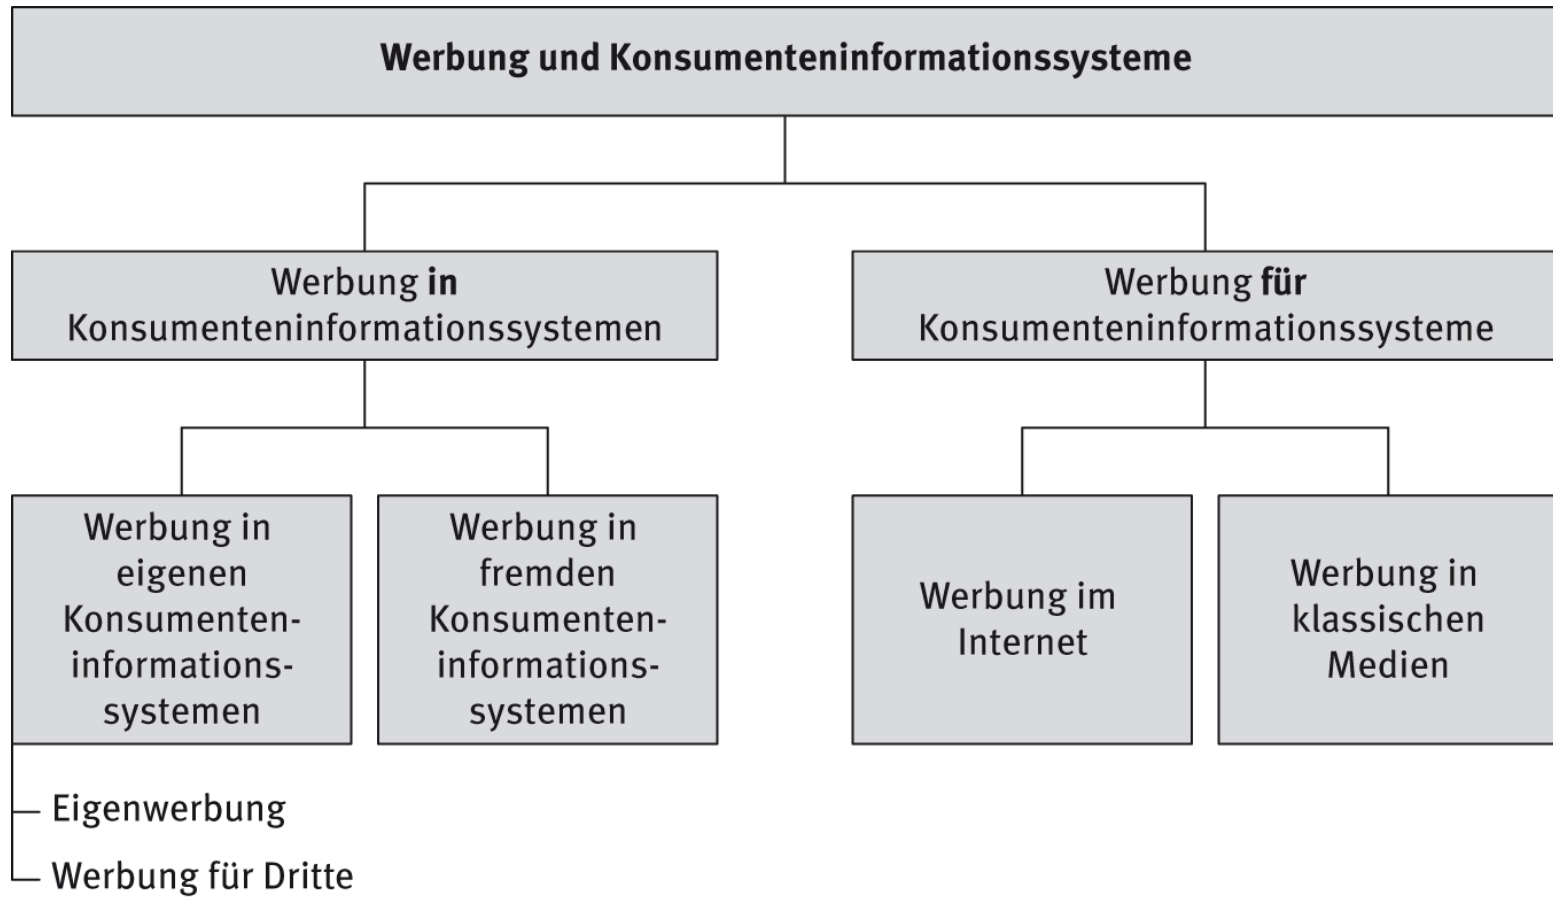 Werbung und Konsumenteninformationssysteme
Werbung in
Konsumenteninformationssystemen
Werbung für
Konsumenteninformationssysteme
Werbung in
eigenen
Konsumenten-
informations-
systemen
Werbung in
fremden
Konsumenten-
informations-
systemen
Werbung im
Internet
Werbung in
klassischen
Medien
Eigenwerbung
Werbung für Dritte